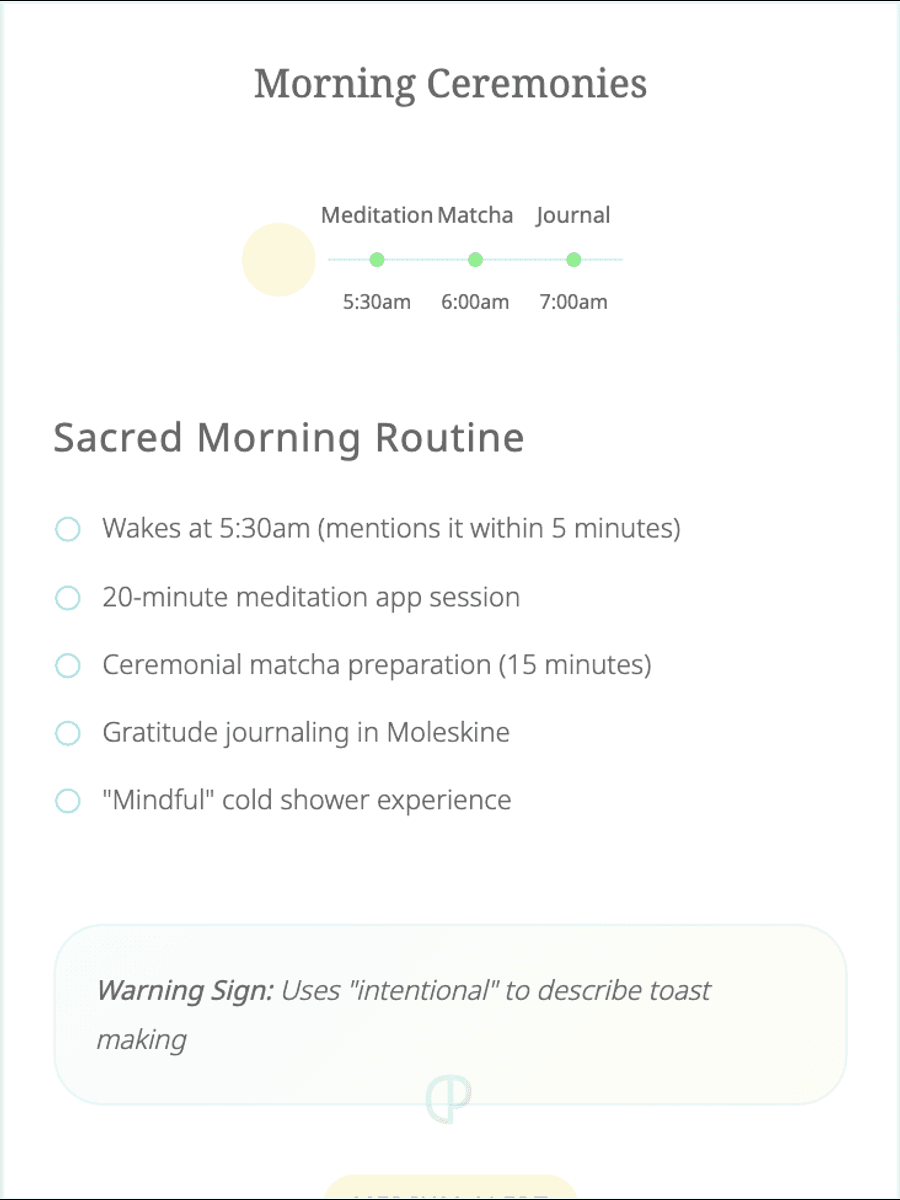 Morning Ceremonies
Meditation Matcha Journal
5:30am 6:00am 7:00am
Sacred Morning Routine
Wakes at 5:30am (mentions it within 5 minutes)
20-minute meditation app session
Ceremonial matcha preparation (15 minutes)
Gratitude journaling in Moleskine
"Mindful" cold shower experience
Warning Sign: Uses "intentional" to describe toast
making